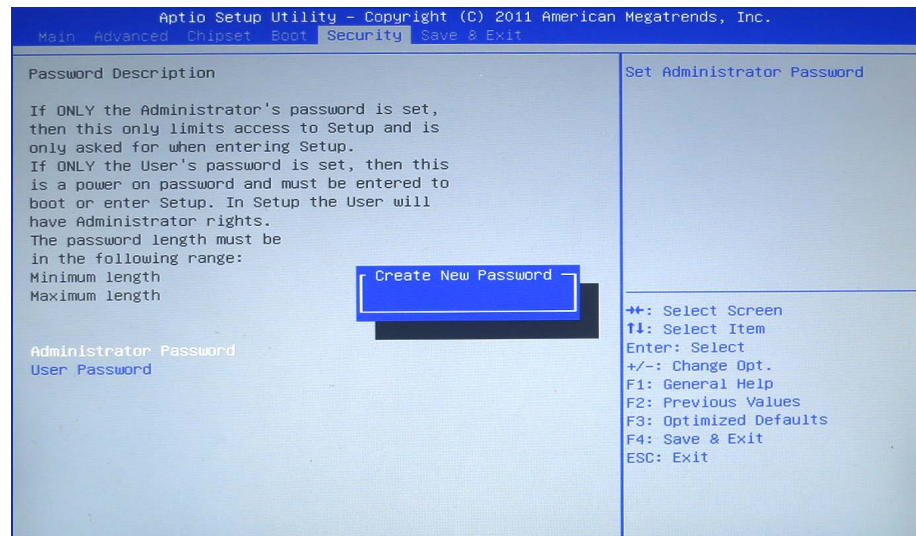 Aptio Setup Utility – Copyright (C) 2011 American Megatrends, Inc.
Main Advanced Chipset Boot Security Save & Exit
Password Description
If ONLY the Administrator's password is set,
then this only limits access to Setup and is
only asked for when entering Setup.
If ONLY the User's password is set, then this
is a power on password and must be entered to
boot or enter Setup. In Setup the User will
have Administrator rights.
The password length must be
in the following range:
Minimum length
Maximum length
Administrator Password
User Password
Create New Password
Set Administrator Password
→←: Select Screen
↑↓: Select Item
Enter: Select
+/-: Change Opt.
F1: General Help
F2: Previous Values
F3: Optimized Defaults
F4: Save & Exit
ESC: Exit